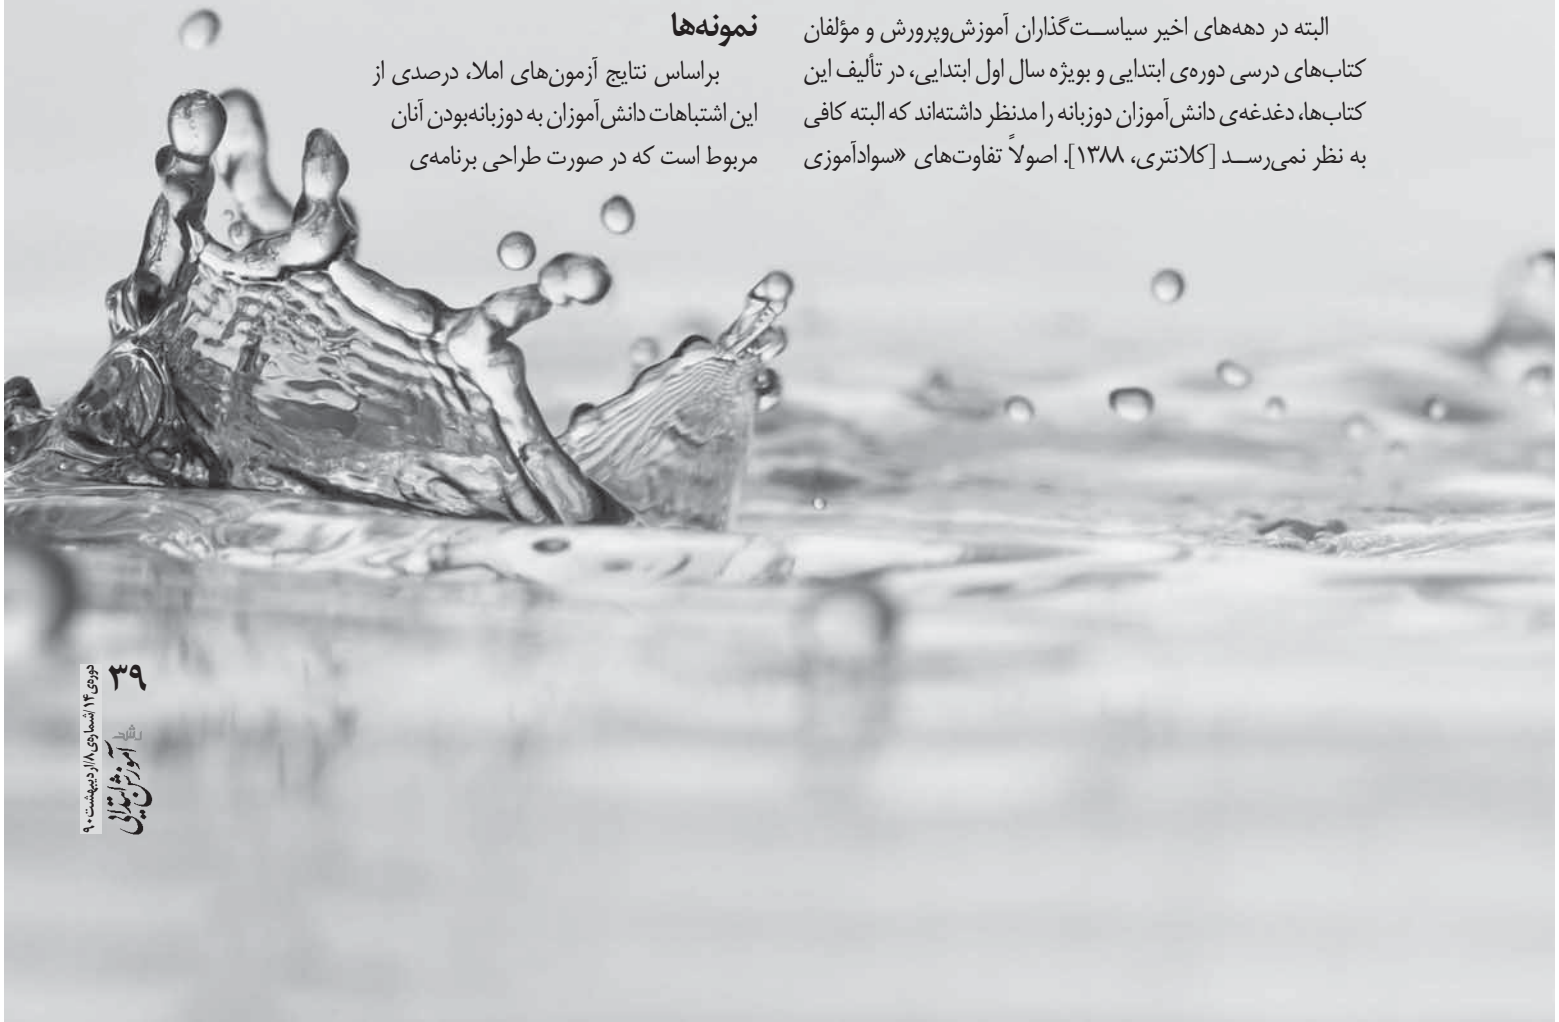 البته در دهه‌های اخیر سیاست‌گذاران آموزش‌وپرورش و مؤلفان
کتاب‌های درسی دوره‌ی ابتدایی و بویژه سال اول ابتدایی، در تألیف این
کتاب‌ها، دغدغه‌ی دانش‌آموزان دوزبانه را مدنظر داشته‌اند که البته کافی
به نظر نمی‌رسد [کلانتری، ۱۳۸۸]. اصولاً تفاوت‌های «سوادآموزی
نمونه‌ها
براساس نتایج آزمون‌های املا، درصدی از
این اشتباهات دانش‌آموزان به دوزبانه‌بودن آنان
مربوط است که در صورت طراحی برنامه‌ی
۳۹
رشد
آموزش ابتدایی
دوره‌ی ۱۴/شماره‌ی ۸/اردیبهشت ۹۰